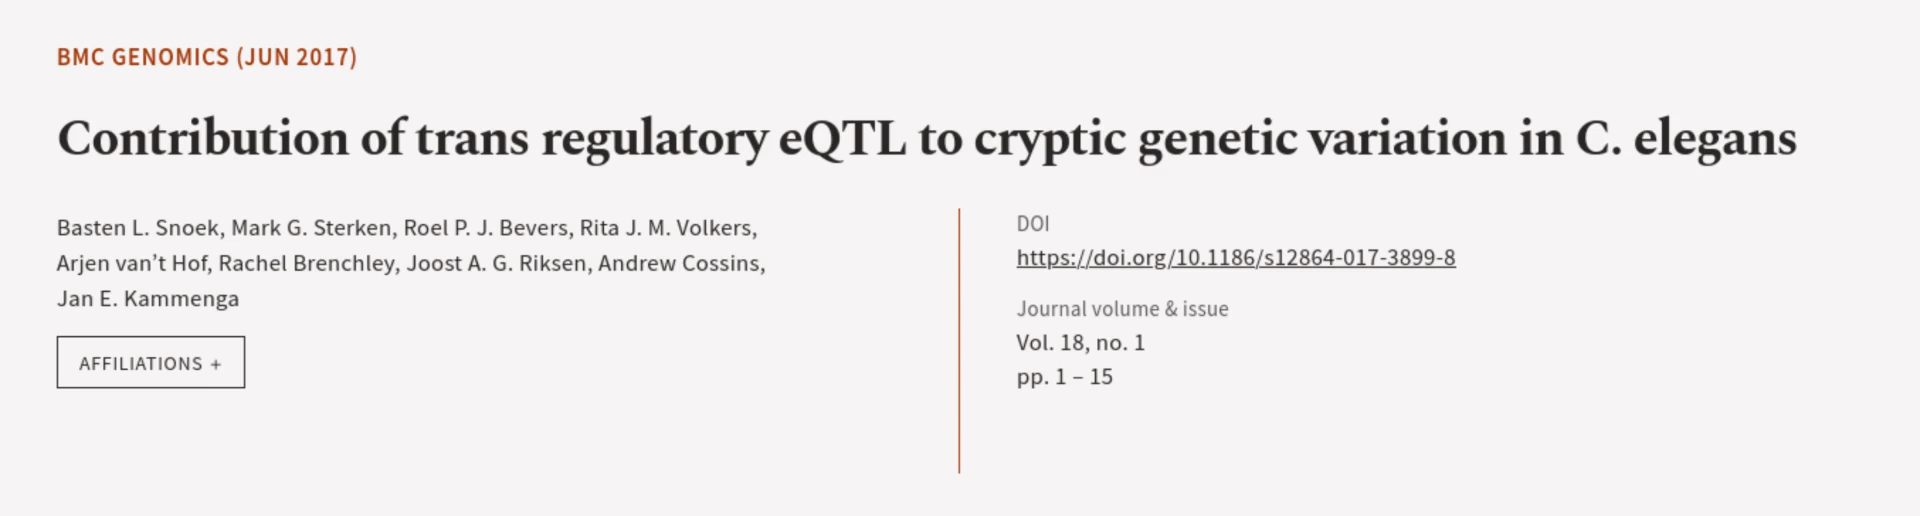 BMC GENOMICS (JUN 2017)
Contribution of trans regulatory eQTL to cryptic genetic variation in C. elegans
Basten L. Snoek, Mark G. Sterken, Roel P. J. Bevers, Rita J. M. Volkers,
Arjen van’t Hof, Rachel Brenchley, Joost A. G. Riksen, Andrew Cossins,
Jan E. Kammenga
AFFILIATIONS +
DOI
https://doi.org/10.1186/s12864-017-3899-8
Journal volume & issue
Vol. 18, no. 1
pp. 1 – 15